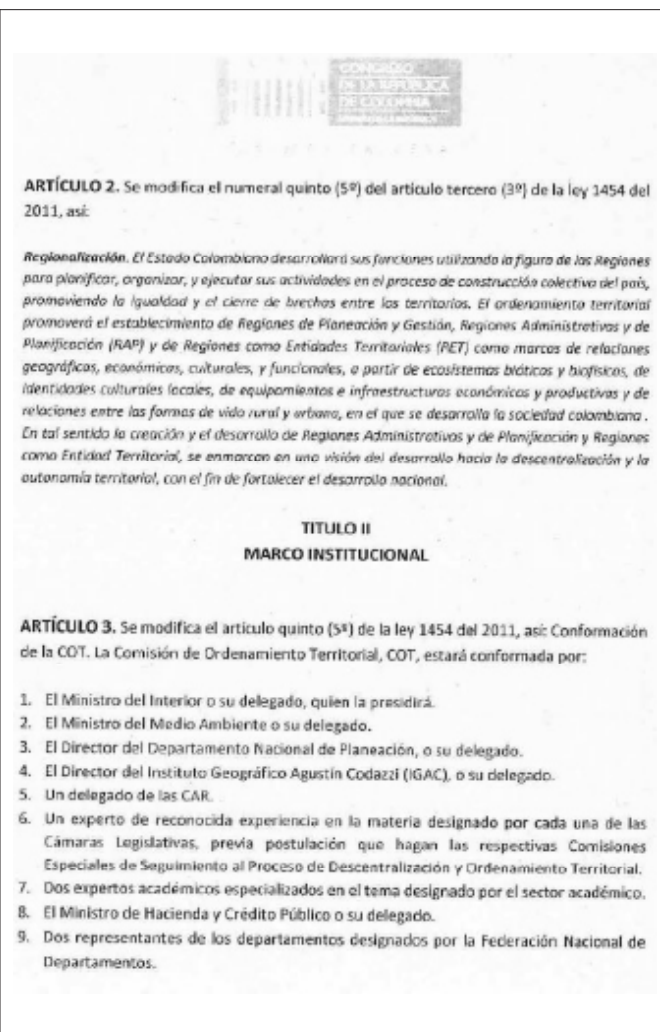 CONGRESO
DE LA REPÚBLICA
DE COLOMBIA
ARTÍCULO 2. Se modifica el numeral quinto (5º) del articulo tercero (3º) de la ley 1454 del
2011, así:
Regionalización. El Estado Colombiano desarrollará sus funciones utilizando la figura de las Regiones
para planificar, organizar, y ejecutar sus actividades en el proceso de construcción colectiva del país,
promoviendo la igualdad y el cierre de brechas entre los territorios. El ordenamiento territorial
promoverá el establecimiento de Regiones de Planeación y Gestión, Regiones Administrativas y de
Planificación (RAP) y de Regiones como Entidades Territoriales (RET) como marcos de relaciones
geográficas, económicas, culturales, y funcionales, a partir de ecosistemas bióticos y biofísicos, de
identidades culturales locales, de equipamientos e infraestructuras económicas y productivas y de
relaciones entre las formas de vida rural y urbana, en el que se desarrolla la sociedad colombiana .
En tal sentido la creación y el desarrollo de Regiones Administrativas y de Planificación y Regiones
como Entidad Territorial, se enmarcan en una visión del desarrollo hacia la descentralización y la
autonomía territorial, con el fin de fortalecer el desarrollo nacional.
TITULO II
MARCO INSTITUCIONAL
ARTÍCULO 3. Se modifica el articulo quinto (5º) de la ley 1454 del 2011, así: Conformación
de la COT. La Comisión de Ordenamiento Territorial, COT, estará conformada por:
1. El Ministro del Interior o su delegado, quien la presidirá.
2. El Ministro del Medio Ambiente o su delegado.
3. El Director del Departamento Nacional de Planeación, o su delegado.
4. El Director del Instituto Geográfico Agustín Codazzi (IGAC), o su delegado.
5. Un delegado de las CAR.
6. Un experto de reconocida experiencia en la materia designado por cada una de las
Cámaras Legislativas, previa postulación que hagan las respectivas Comisiones
Especiales de Seguimiento al Proceso de Descentralización y Ordenamiento Territorial.
7. Dos expertos académicos especializados en el tema designado por el sector académico.
8. El Ministro de Hacienda y Crédito Público o su delegado.
9. Dos representantes de los departamentos designados por la Federación Nacional de
Departamentos.